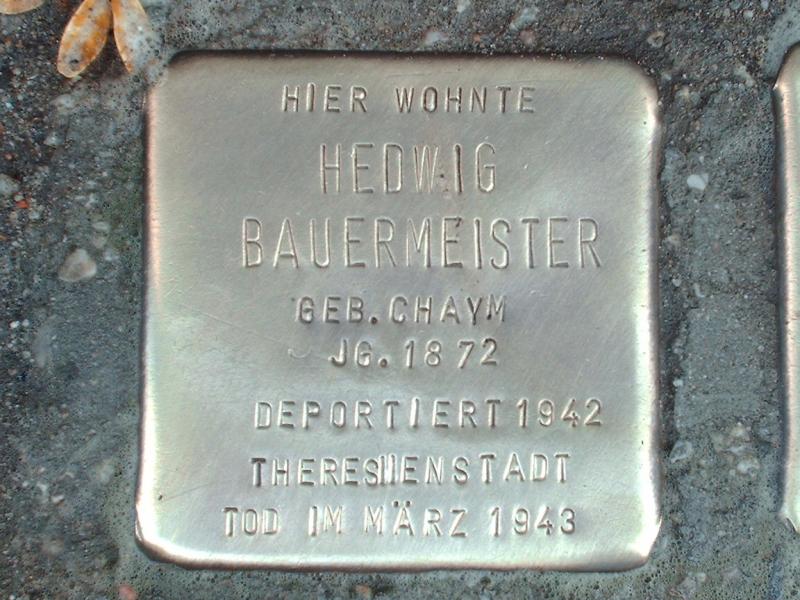 HIER WOHNTE
HEDWIG
BAUERMEISTER
GEB. CHAYM
JG. 1872
DEPORTIERT 1942
THERESIENSTADT
TOD IM MÄRZ 1943